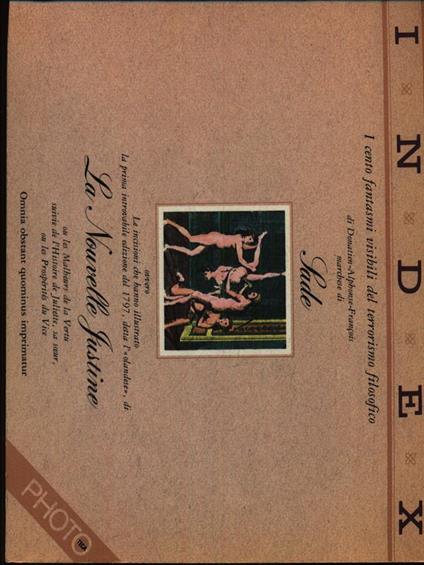 I N D E X
I cento fantasmi visibili del terrorismo filosofico
di Donatien-Alphonse-François
marchese di
Sade
ovvero
Le incisioni che hanno illustrato
la prima introvabile edizione del 1797, detta l'«olandese», di
La Nouvelle Justine
ou les Malheurs de la Vertu
suivie de l'Histoire de Juliette, sa sœur,
ou les Prospérités du Vice
Omnia obstant quominus imprimatur
PHOTO
TECA